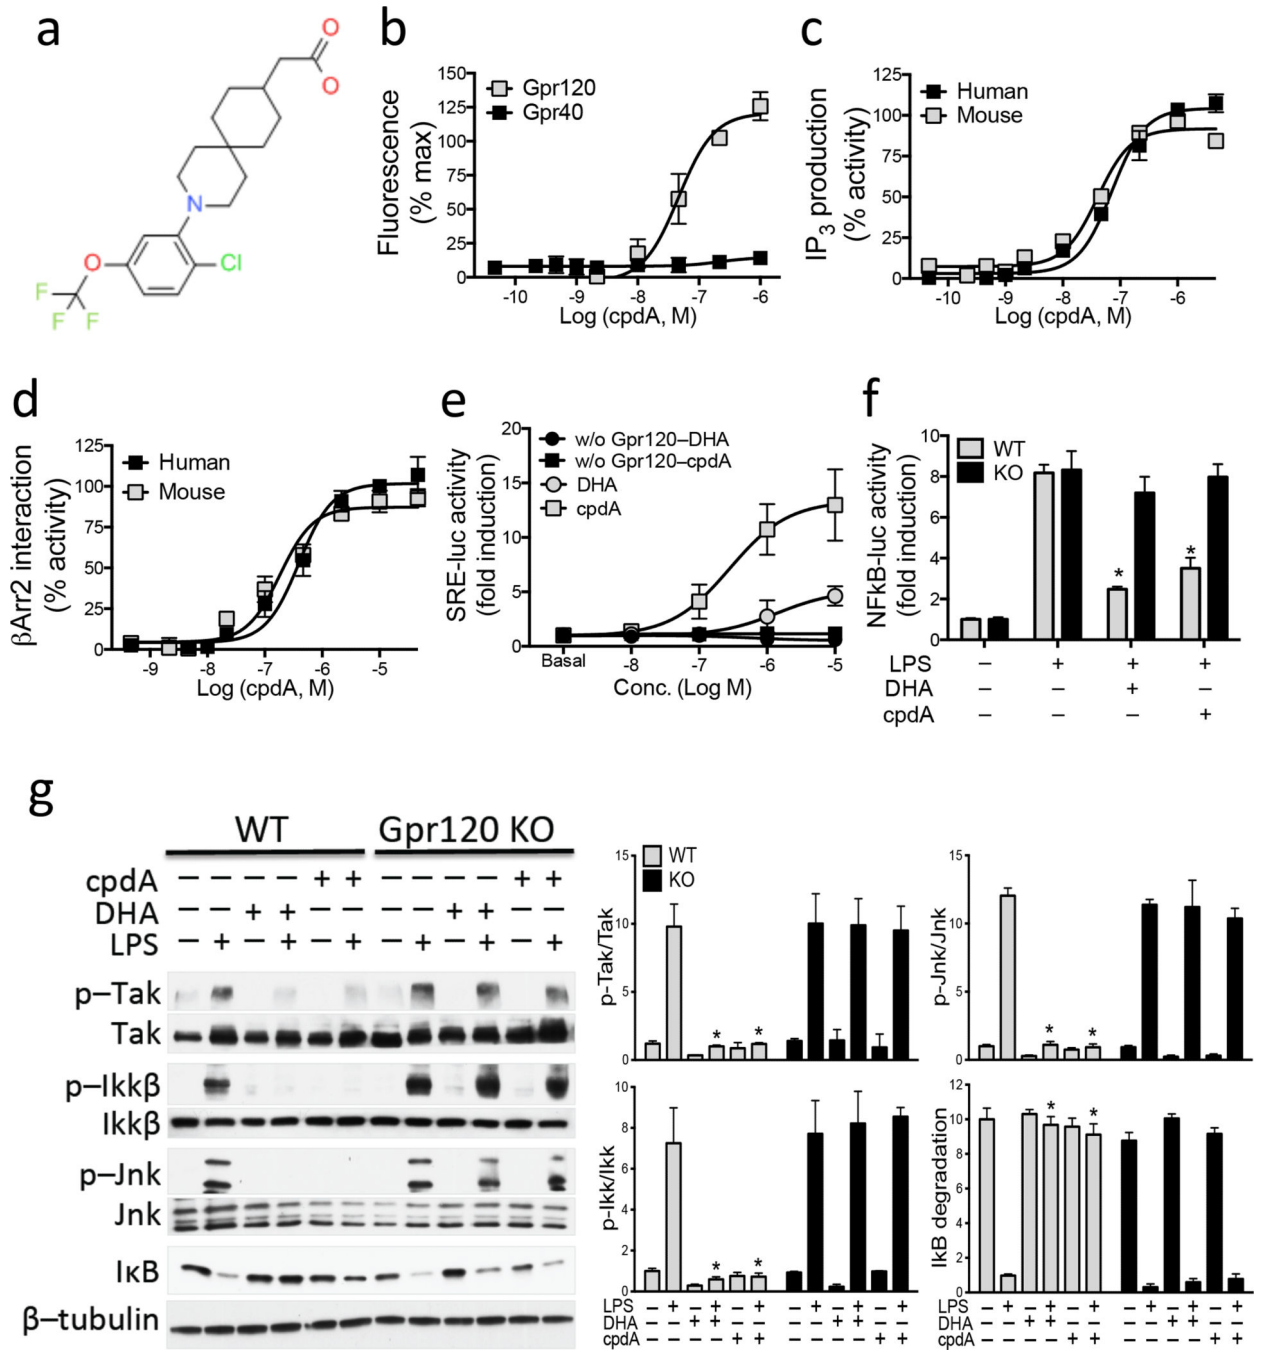 a
O
O
N
O
Cl
F
F
F
b
Fluorescence
(% max)
150
125
100
75
50
25
0
Gpr120
Gpr40
-10
-9
-8
-7
-6
Log (cpdA, M)
c
IP3 production
(% activity)
125
100
75
50
25
0
Human
Mouse
-10
-9
-8
-7
-6
Log (cpdA, M)
d
βArr2 interaction
(% activity)
125
100
75
50
25
0
Human
Mouse
-9
-8
-7
-6
-5
Log (cpdA, M)
e
SRE-luc activity
(fold induction)
20
15
10
5
0
w/o Gpr120–DHA
w/o Gpr120–cpdA
DHA
cpdA
Basal
-8
-7
-6
-5
Conc. (Log M)
f
NFkB-luc activity
(fold induction)
10
8
6
4
2
0
WT
KO
*
*
LPS – + + +
DHA – – + –
cpdA – – – +
g
WT Gpr120 KO
cpdA – – – – + + – – – – + +
DHA – – + + – – – – + + – –
LPS – + – + – + – + – + – +
p–Tak
Tak
p–Ikkβ
Ikkβ
p–Jnk
Jnk
IκB
β–tubulin
p-Tak/Tak
15
10
5
0
WT
KO
*
*
p-Jnk/Jnk
15
10
5
0
*
*
p-Ikk/Ikk
10
8
6
4
2
0
*
*
LPS – + – + – + – + – + – +
DHA – – + + – – – – + + – –
cpdA – – – – + + – – – – + +
IκB degradation
12
10
8
6
4
2
0
*
*
LPS – + – + – + – + – + – +
DHA – – + + – – – – + + – –
cpdA – – – – + + – – – – + +